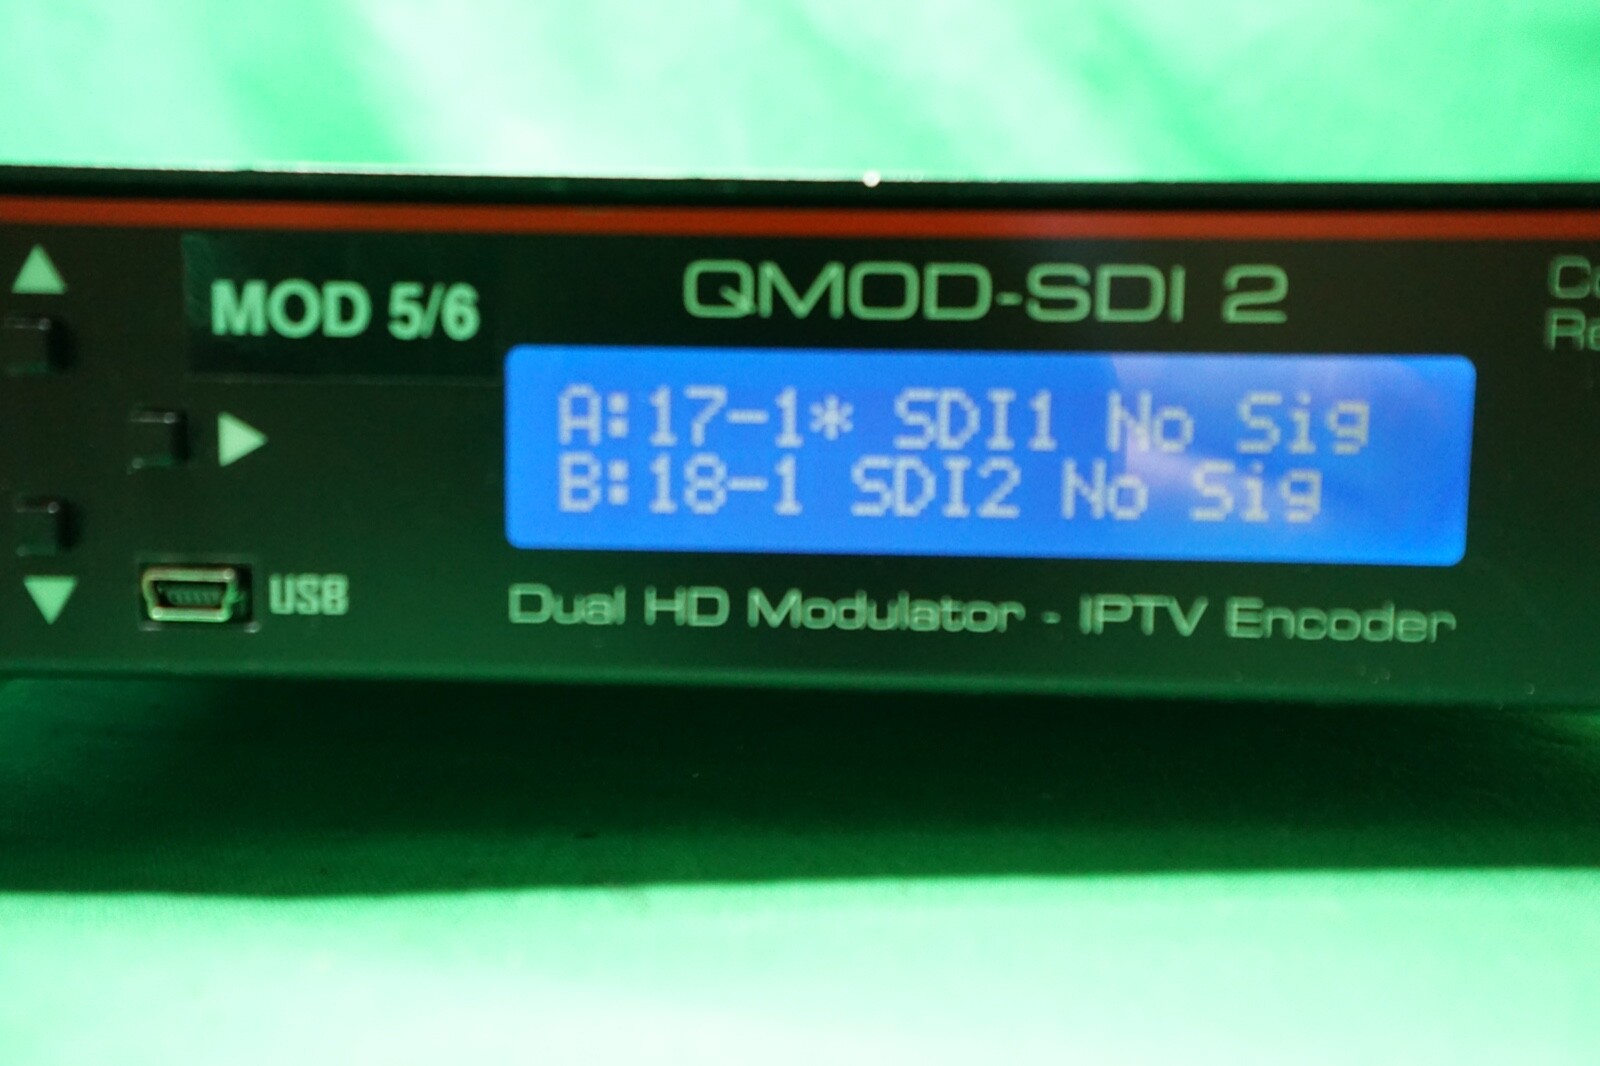 MOD 5/6
QMOD-SDI 2
A:17-1* SDI1 No Sig
B:18-1 SDI2 No Sig
USB
Dual HD Modulator - IPTV Encoder